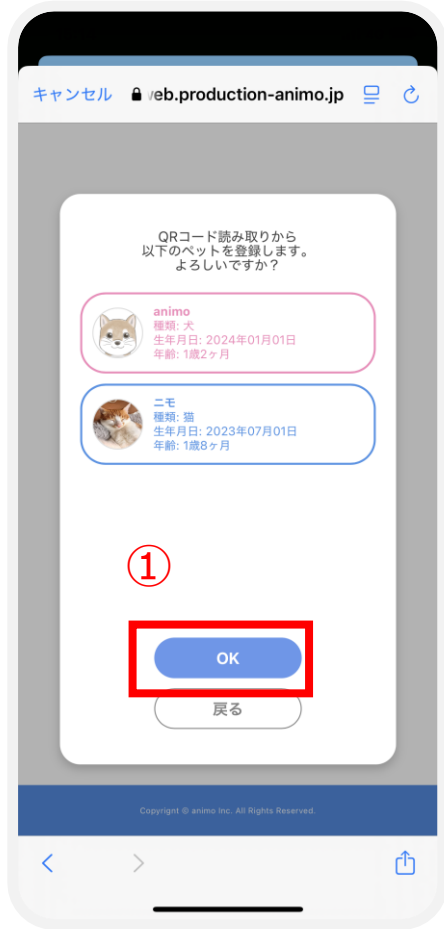 キャンセル veb.production-animo.jp
QRコード読み取りから
以下のペットを登録します。
よろしいですか？
animo
種類: 犬
生年月日: 2024年01月01日
年齢: 1歳2ヶ月
ニモ
種類: 猫
生年月日: 2023年07月01日
年齢: 1歳8ヶ月
①
OK
戻る
Copyright © animo Inc. All Rights Reserved.